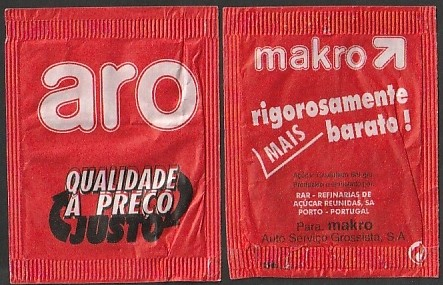 aro
QUALIDADE
A PREÇO
JUSTO
makro
rigorosamente
MAIS barato!
RAR - REFINARIAS DE
AÇÚCAR REUNIDAS, SA
PORTO - PORTUGAL
Para: makro
Auto Serviço Grossista, S.A.